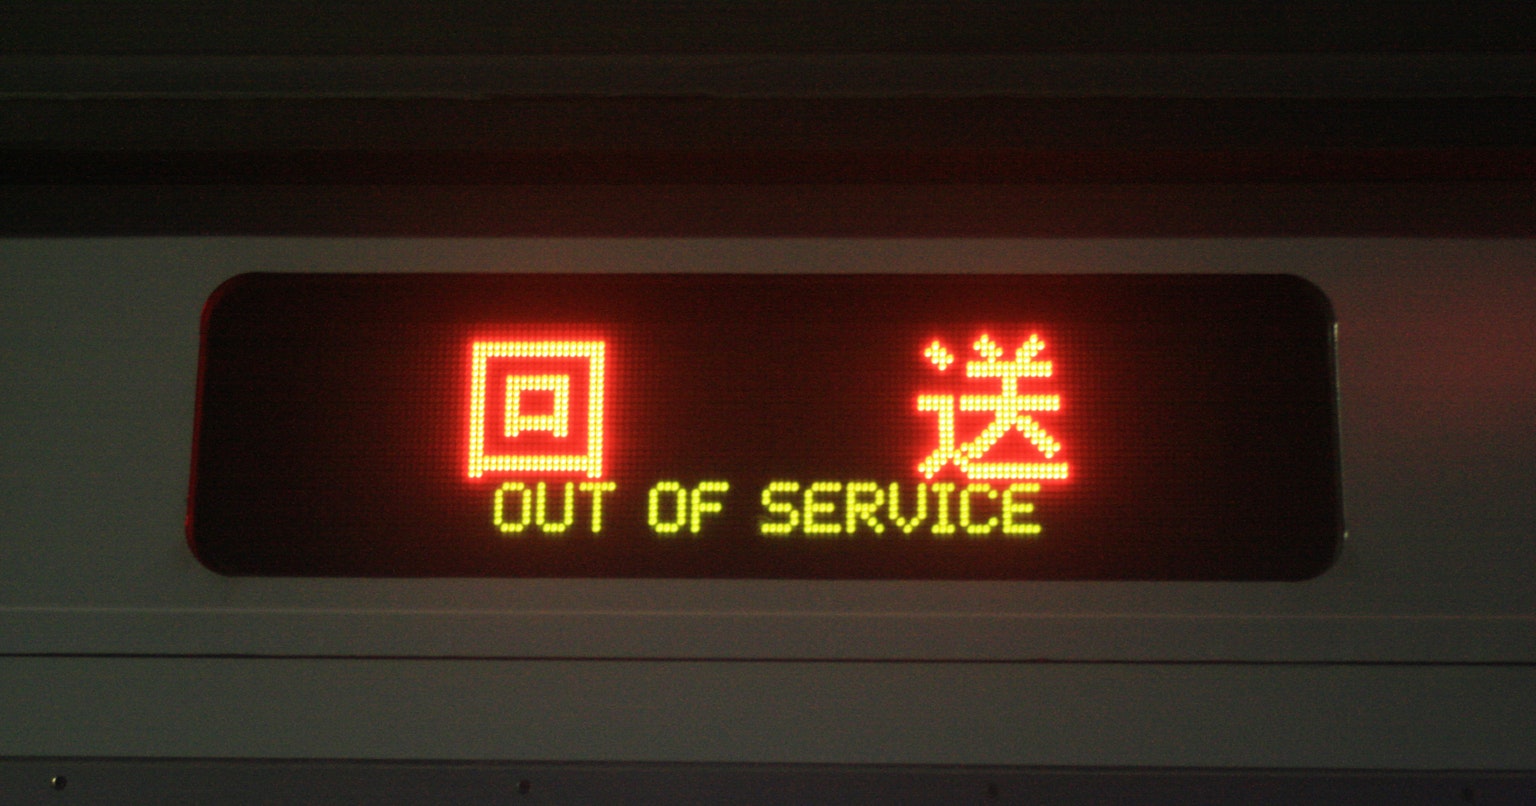 回送
OUT OF SERVICE